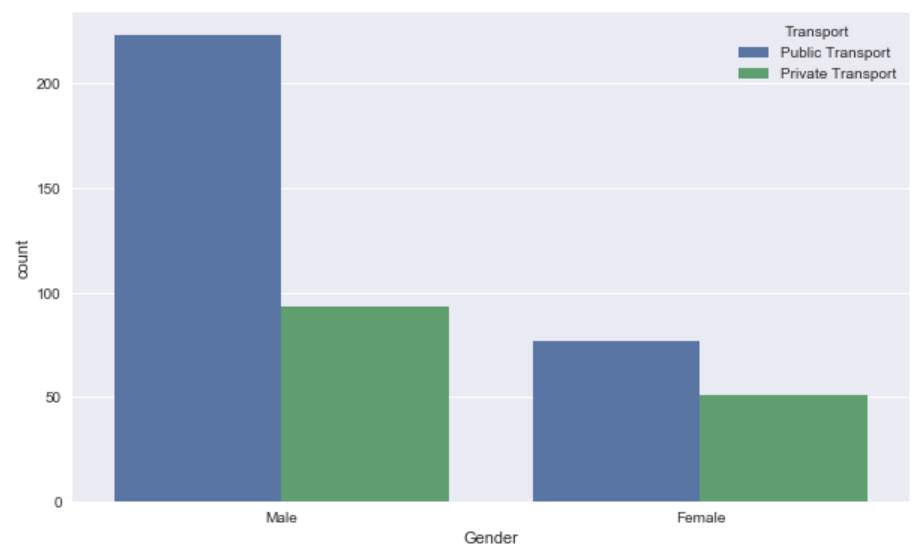 Transport
Public Transport
Private Transport
200
150
100
50
0
count
Male Female
Gender